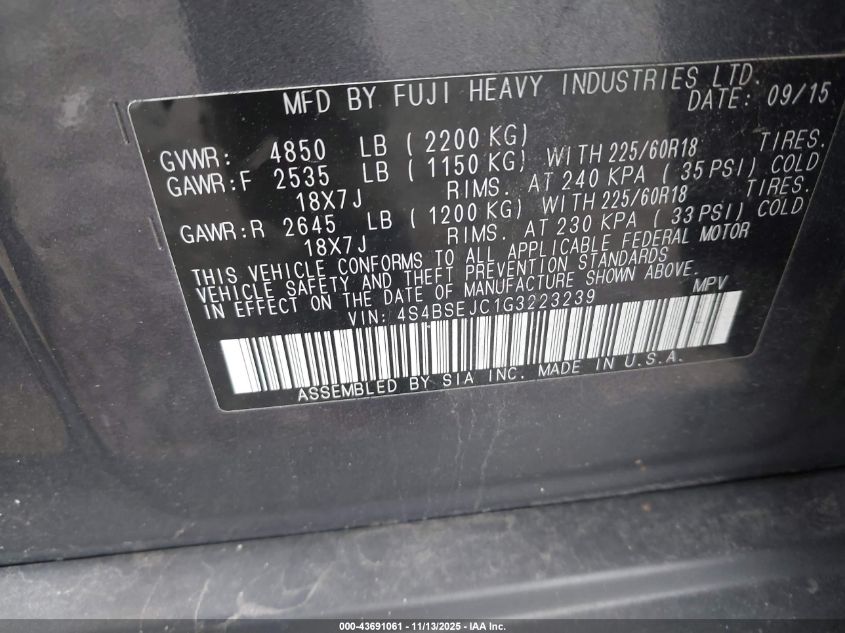 MFD BY FUJI HEAVY INDUSTRIES LTD.
DATE: 09/15
GVWR: 4850 LB (2200 KG)
GAWR:F 2535 LB (1150 KG) WITH 225/60R18 TIRES.
18X7J RIMS. AT 240 KPA (35 PSI) COLD
GAWR:R 2645 LB (1200 KG) WITH 225/60R18 TIRES.
18X7J RIMS. AT 230 KPA (33 PSI) COLD
THIS VEHICLE CONFORMS TO ALL APPLICABLE FEDERAL MOTOR
VEHICLE SAFETY AND THEFT PREVENTION STANDARDS
IN EFFECT ON THE DATE OF MANUFACTURE SHOWN ABOVE.
VIN: 4S4BSEJC1G3223239 MPV
ASSEMBLED BY SIA INC. MADE IN U.S.A.
000-43691061 - 11/13/2025 - IAA Inc.